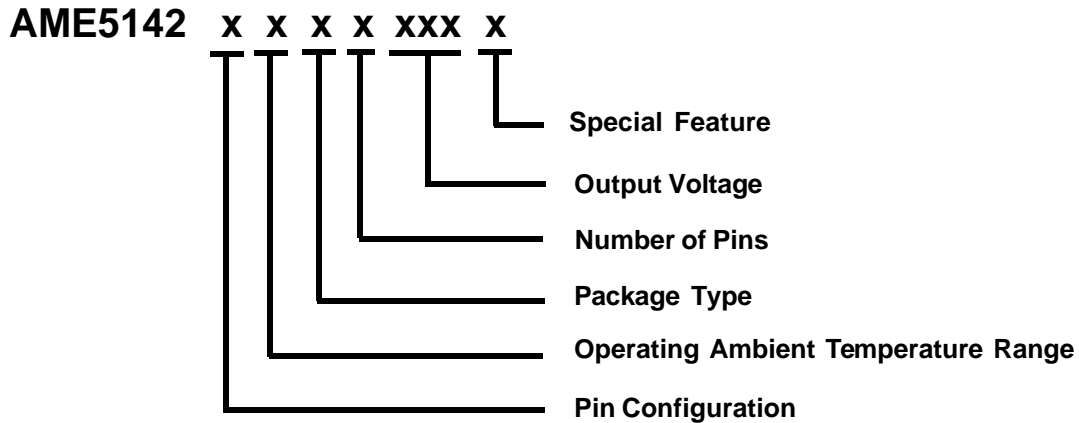 AME5142 x x x x xxx x
Special Feature
Output Voltage
Number of Pins
Package Type
Operating Ambient Temperature Range
Pin Configuration